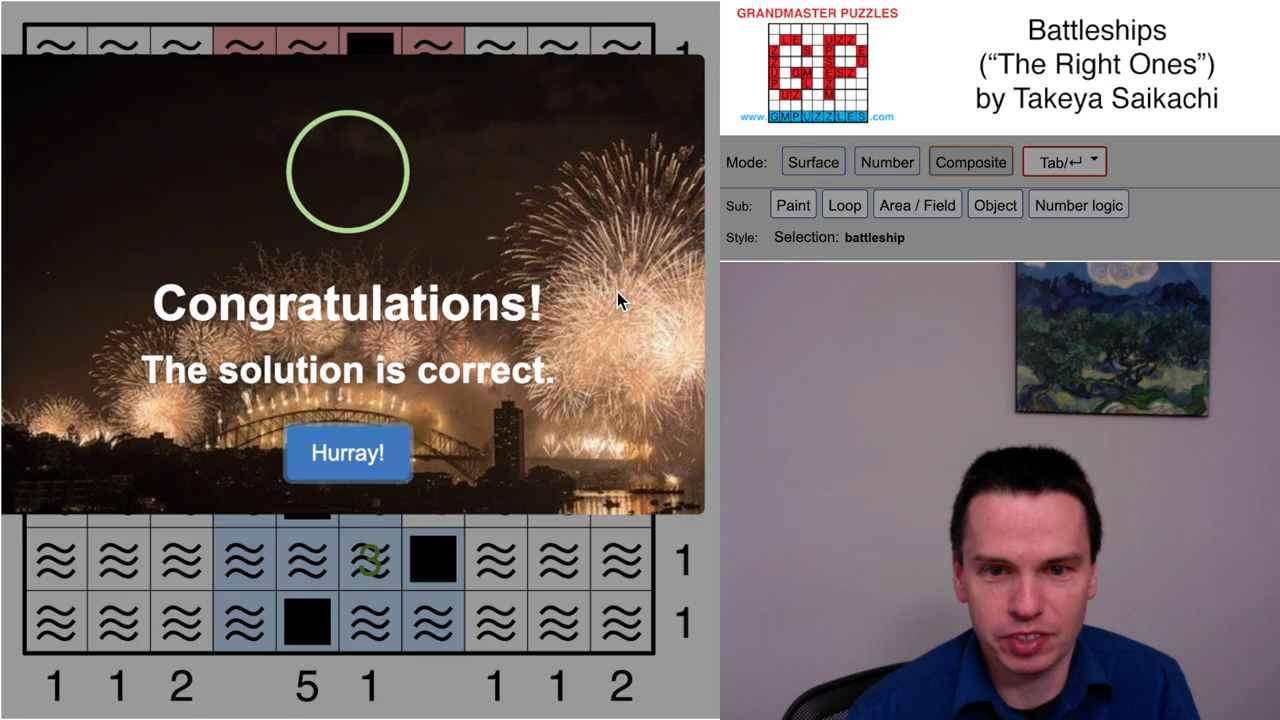 1
Congratulations!
The solution is correct.
Hurray!
3
1
1
1 1 2 5 1 1 1 2
GRANDMASTER PUZZLES
www.GMPUZZLES.com
Battleships
(“The Right Ones”)
by Takeya Saikachi
Mode: Surface Number Composite Tab/↵
Sub: Paint Loop Area / Field Object Number logic
Style: Selection: battleship